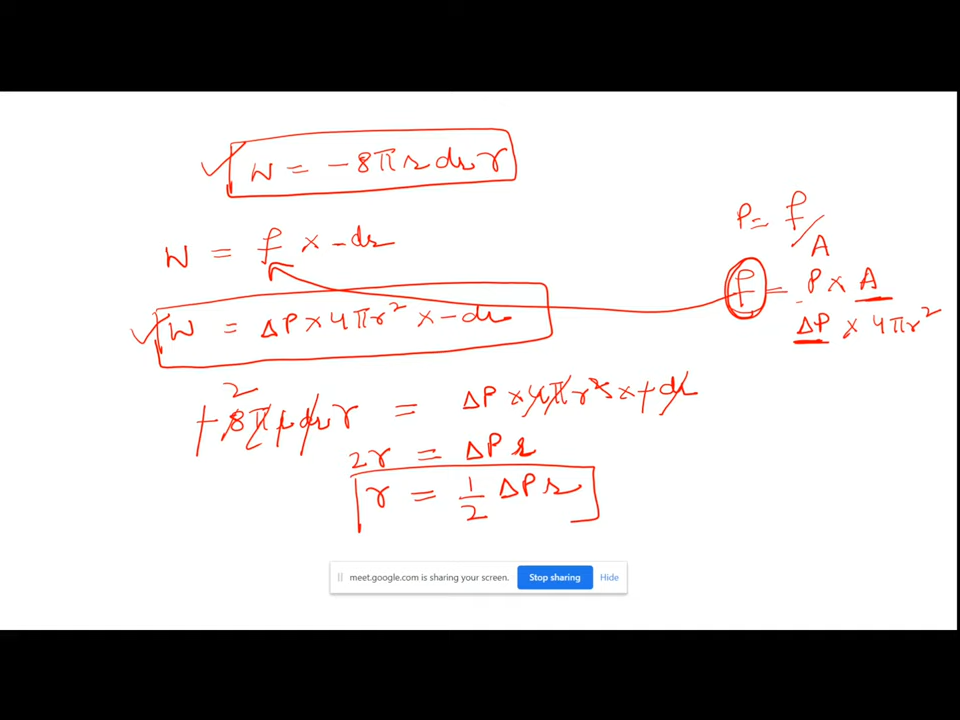 W = -8πr dr γ
W = f x -dr
P = f/A
f = P x A
W = ΔP x 4πr² x -dr
ΔP x 4πr²
2
-8πr dr γ = ΔP x 4πr² x -dr
2γ = ΔP r
γ = 1/2 ΔP r
meet.google.com is sharing your screen. Stop sharing Hide